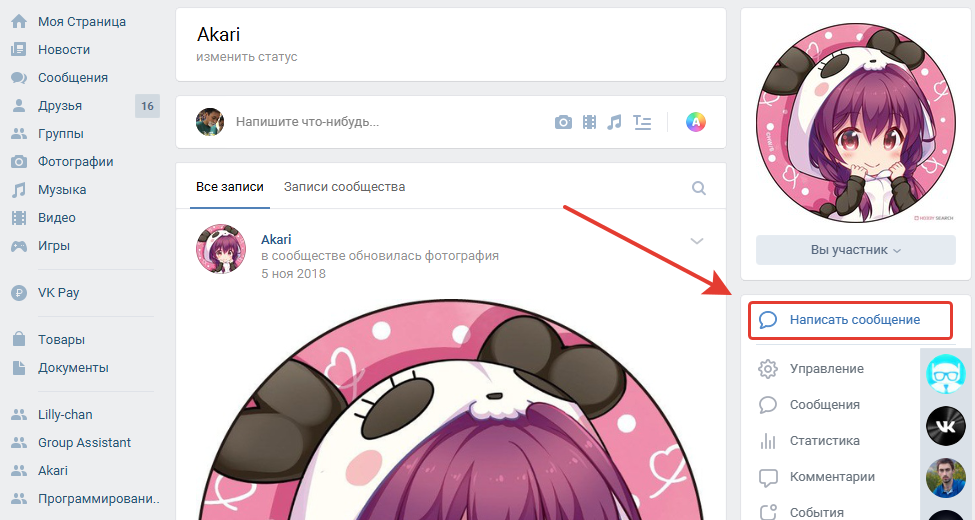 Моя Страница
Новости
Сообщения
Друзья 16
Группы
Фотографии
Музыка
Видео
Игры
VK Pay
Товары
Документы
Lilly-chan
Group Assistant
Akari
Программировани..
Akari
изменить статус
Напишите что-нибудь...
Все записи Записи сообщества
Akari
в сообществе обновилась фотография
5 ноя 2018
Вы участник
Написать сообщение
Управление
Сообщения
Статистика
Комментарии
События